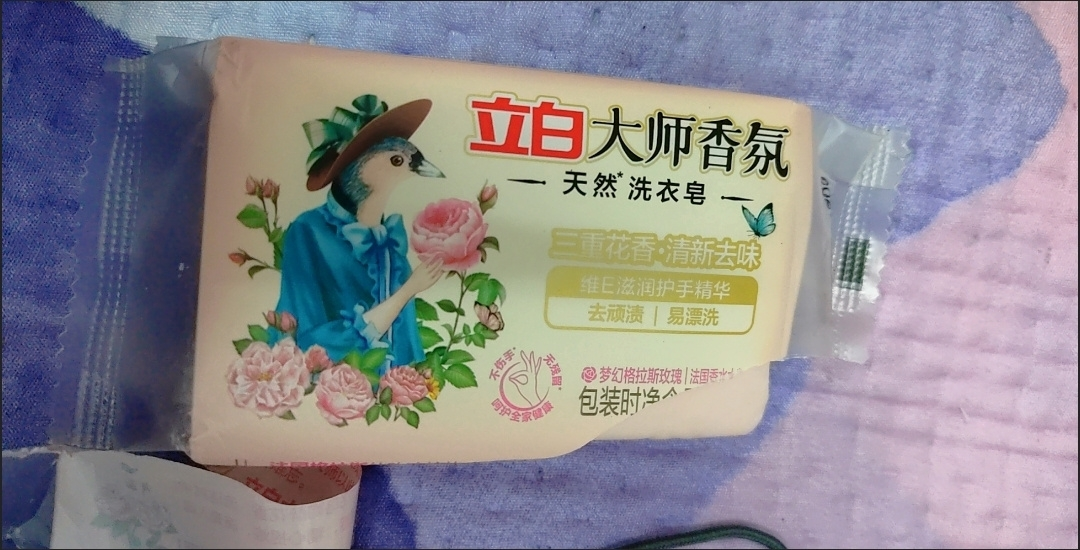 立白大师香氛
天然*洗衣皂
三重花香·清新去味
维E滋润护手精华
去顽渍 | 易漂洗
不伤手*
无残留*
呵护全家健康
梦幻格拉斯玫瑰 | 法国香水
包装时净含